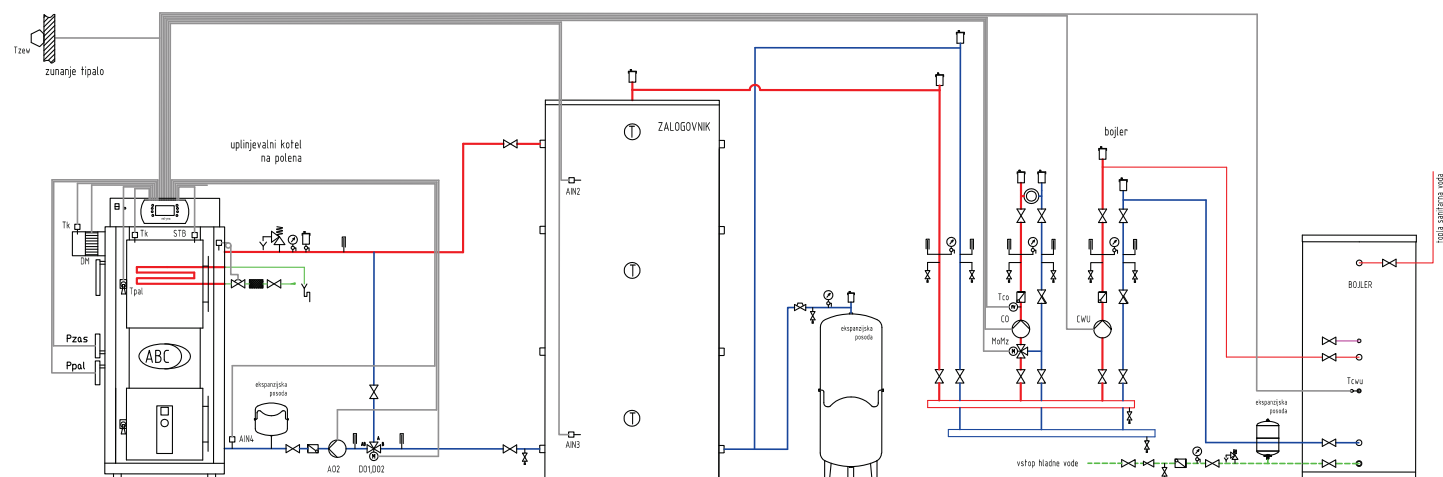 Tzew
zunanje tipalo
uplinjevalni kotel
na polena
Tk
DM
Tk
STB
Tpal
Pzas
Ppal
ABC
AIN4
ekspanzijska
posoda
AO2
A
AB
B
M
DO1,DO2
ZALOGOVNIK
T
AIN2
T
T
AIN3
ekspanzijska
posoda
Tco
M
CO
MoMz
M
bojler
CWU
vstop hladne vode
ekspanzijska
posoda
BOJLER
Tcwu
topla sanitarna voda